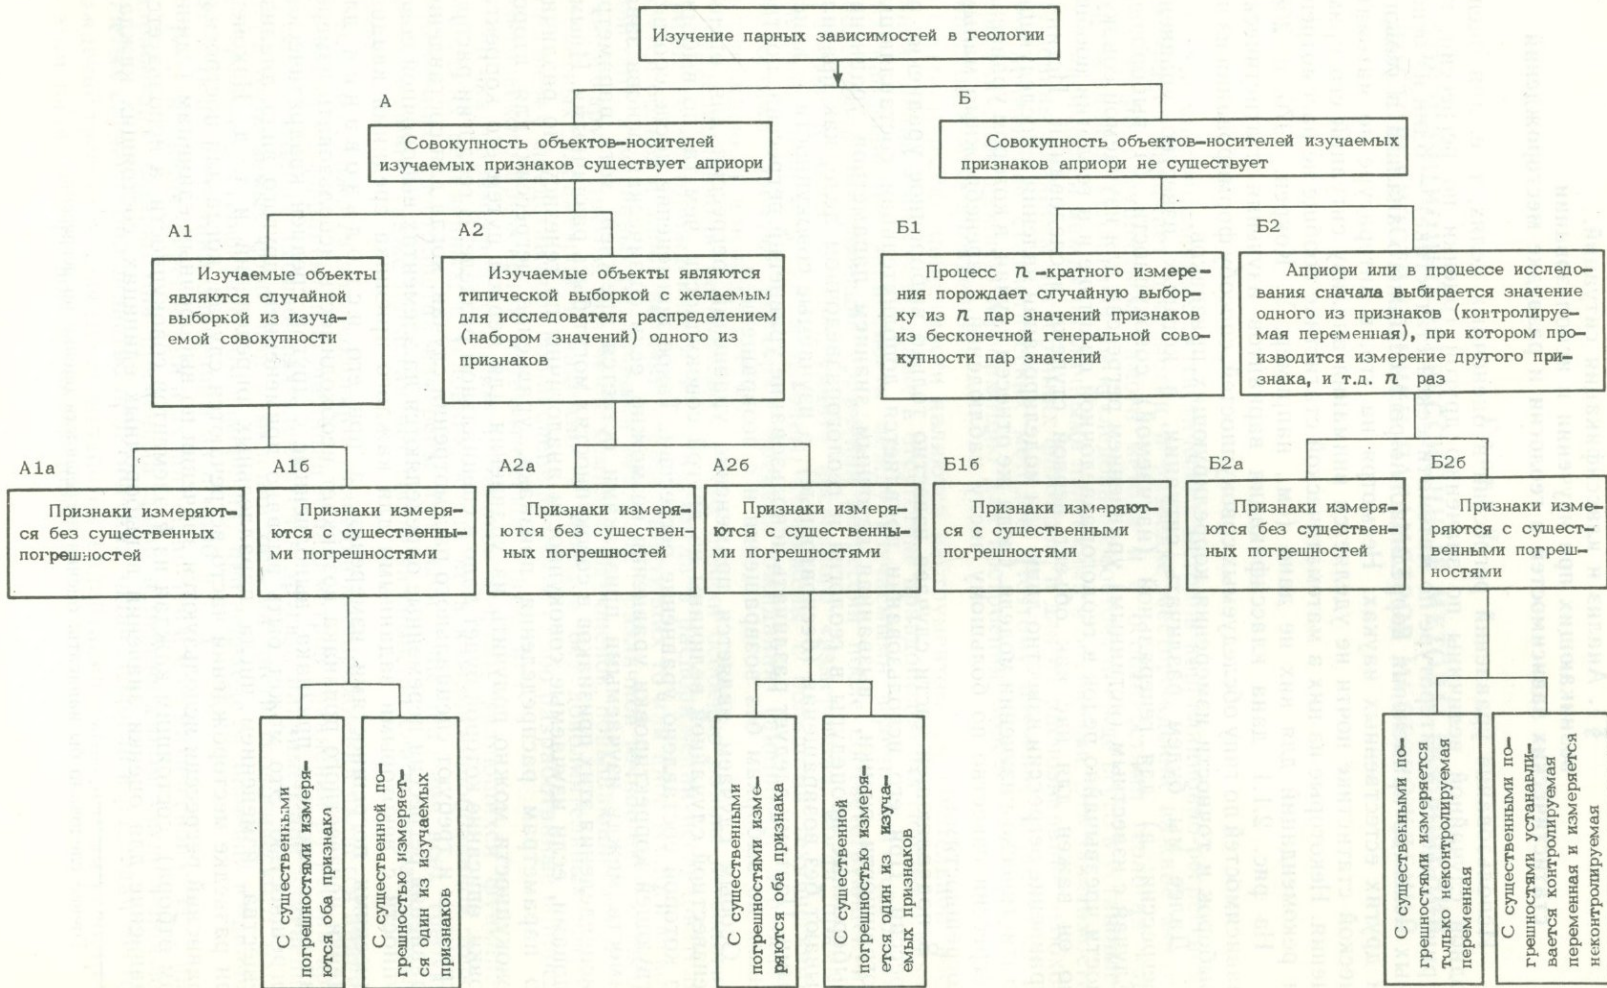 Изучение парных зависимостей в геологии
А
Б
Совокупность объектов-носителей
изучаемых признаков существует априори
Совокупность объектов-носителей изучаемых
признаков априори не существует
А1
А2
Б1
Б2
Изучаемые объекты
являются случайной
выборкой из изуча-
емой совокупности
Изучаемые объекты являются
типической выборкой с желаемым
для исследователя распределением
(набором значений) одного из
признаков
Процесс n -кратного измере-
ния порождает случайную выбор-
ку из n пар значений признаков
из бесконечной генеральной сово-
купности пар значений
Априори или в процессе исследо-
вания сначала выбирается значение
одного из признаков (контролируе-
мая переменная), при котором про-
изводится измерение другого при-
знака, и т.д. n раз
А1а
А1б
А2а
А2б
Б1б
Б2а
Б2б
Признаки измеряют-
ся без существенных
погрешностей
Признаки измеря-
ются с существенны-
ми погрешностями
Признаки измеря-
ются без существен-
ных погрешностей
Признаки измеря-
ются с существенны-
ми погрешностями
Признаки измеряют-
ся с существенными
погрешностями
Признаки измеря-
ются без существен-
ных погрешностей
Признаки изме-
ряются с сущест-
венными погреш-
ностями
С существенными
погрешностями измеря-
ются оба признака
С существенной по-
грешностью измеряет-
ся один из изучаемых
признаков
С существенными
погрешностями изме-
ряются оба признака
С существенной
погрешностью измеря-
ется один из изуча-
емых признаков
С существенными по-
грешностями измеряется
только неконтролируемая
переменная
С существенными по-
грешностями устанавли-
вается контролируемая
переменная и измеряется
неконтролируемая